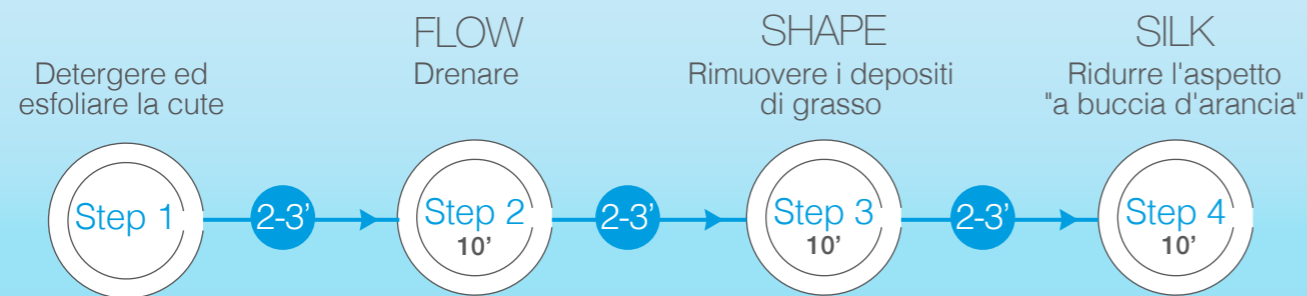 Detergere ed
esfoliare la cute
FLOW
Drenare
SHAPE
Rimuovere i depositi
di grasso
SILK
Ridurre l'aspetto
"a buccia d'arancia"
Step 1
2-3’
Step 2
10’
2-3’
Step 3
10’
2-3’
Step 4
10’